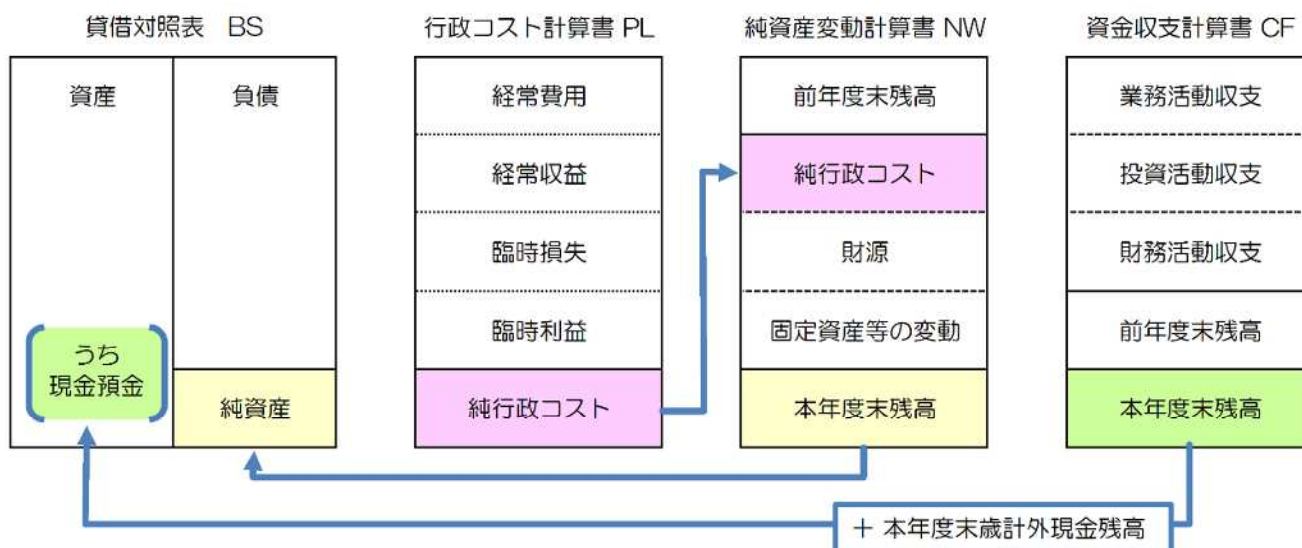 貸借対照表 BS
資産
負債
うち
現金預金
純資産
行政コスト計算書 PL
経常費用
経常収益
臨時損失
臨時利益
純行政コスト
純資産変動計算書 NW
前年度末残高
純行政コスト
財源
固定資産等の変動
本年度末残高
資金収支計算書 CF
業務活動収支
投資活動収支
財務活動収支
前年度末残高
本年度末残高
＋ 本年度末歳計外現金残高